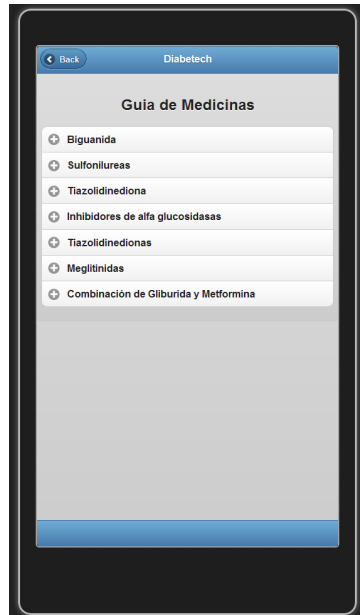 Back
Diabetech
Guia de Medicinas
Biguanida
Sulfonilureas
Tiazolidinediona
Inhibidores de alfa glucosidasas
Tiazolidinedionas
Meglitinidas
Combinación de Gliburida y Metformina